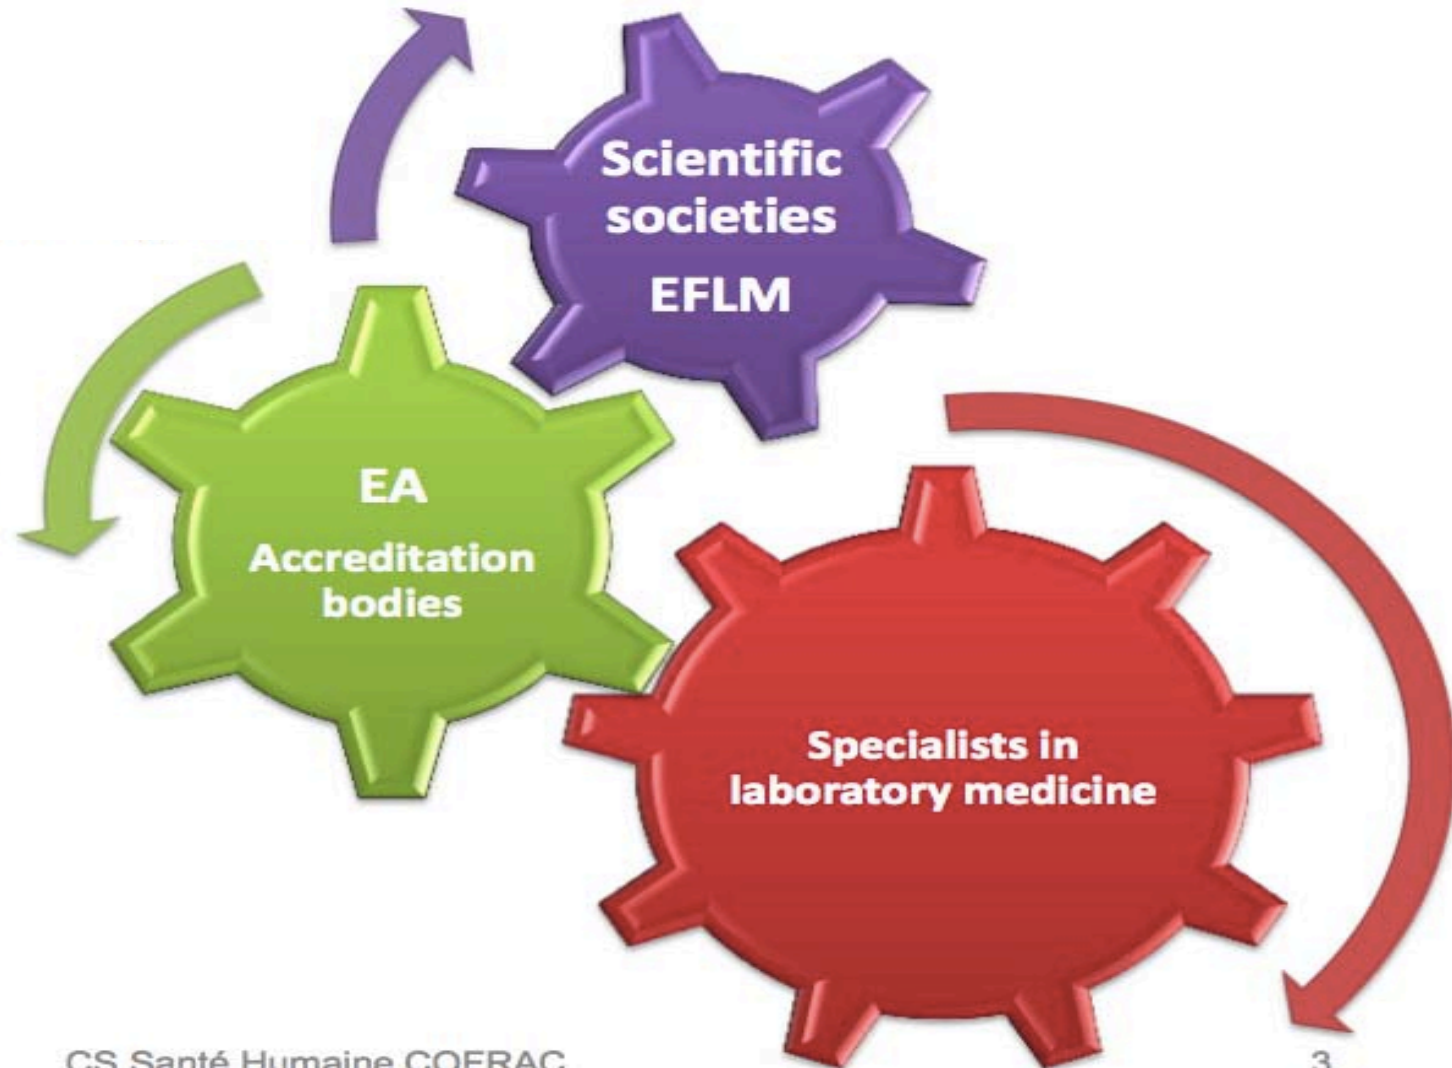 Scientific
societies
EFLM
EA
Accreditation
bodies
Specialists in
laboratory medicine
CS Santé Humaine COFRAC
3